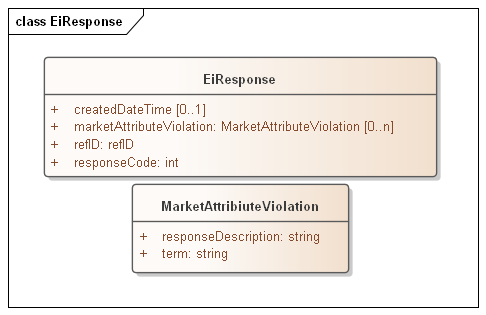 class EiResponse
EiResponse
+ createdDateTime [0..1]
+ marketAttributeViolation: MarketAttributeViolation [0..n]
+ refID: refID
+ responseCode: int
MarketAttribiuteViolation
+ responseDescription: string
+ term: string